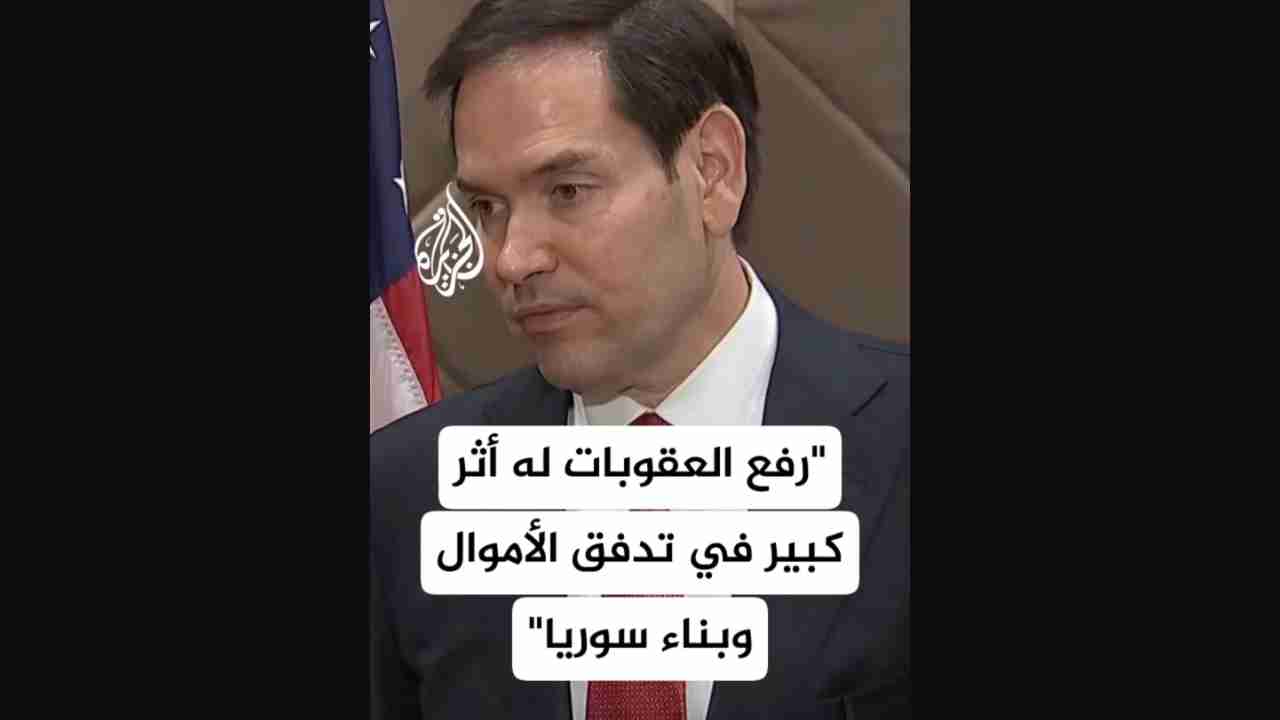 الجزيرة
"رفع العقوبات له أثر
كبير في تدفق الأموال
وبناء سوريا"